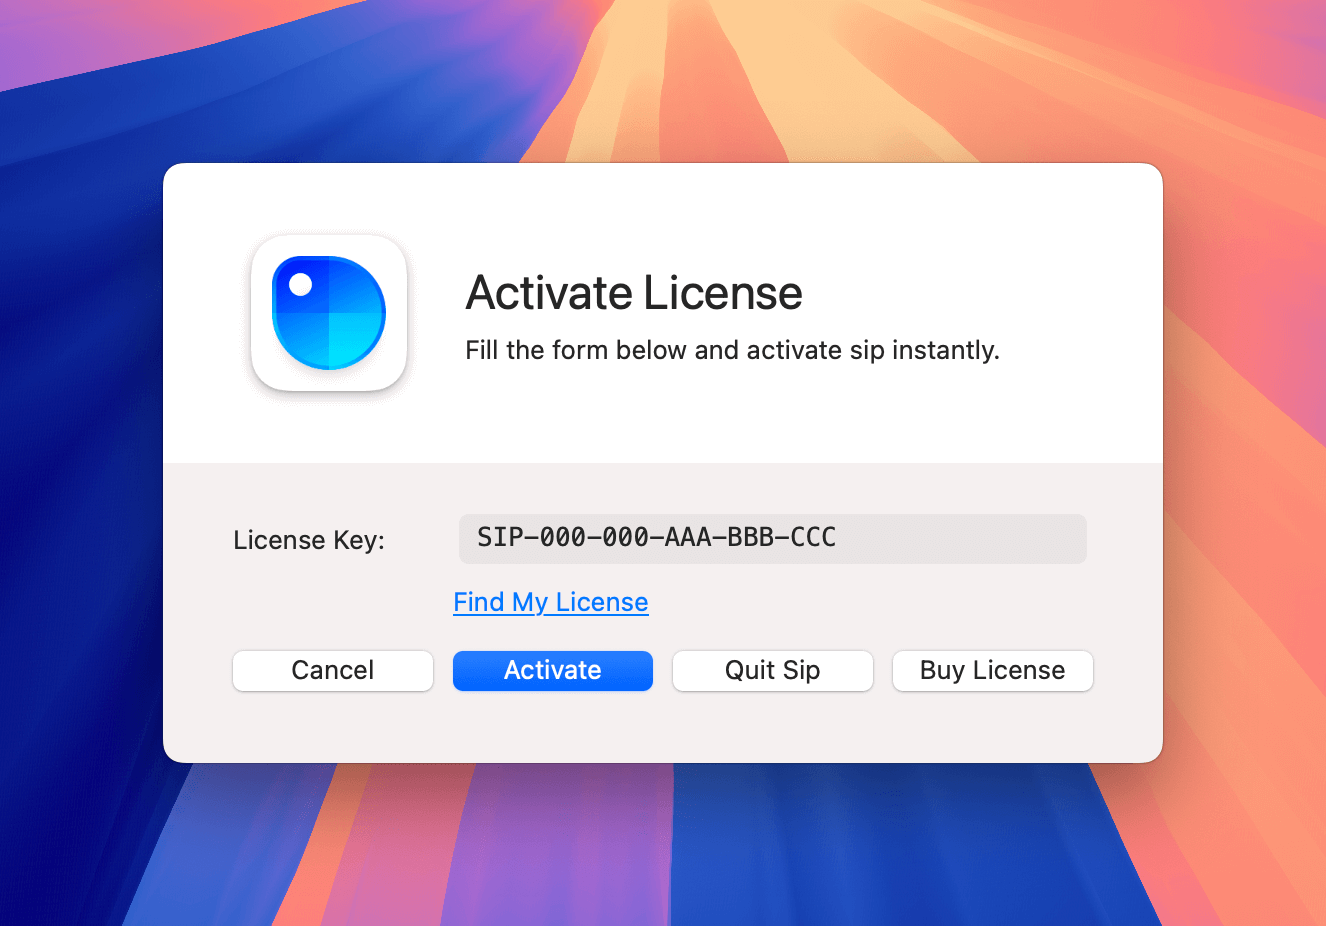 Activate License
Fill the form below and activate sip instantly.
License Key: SIP-000-000-AAA-BBB-CCC
Find My License
Cancel Activate Quit Sip Buy License